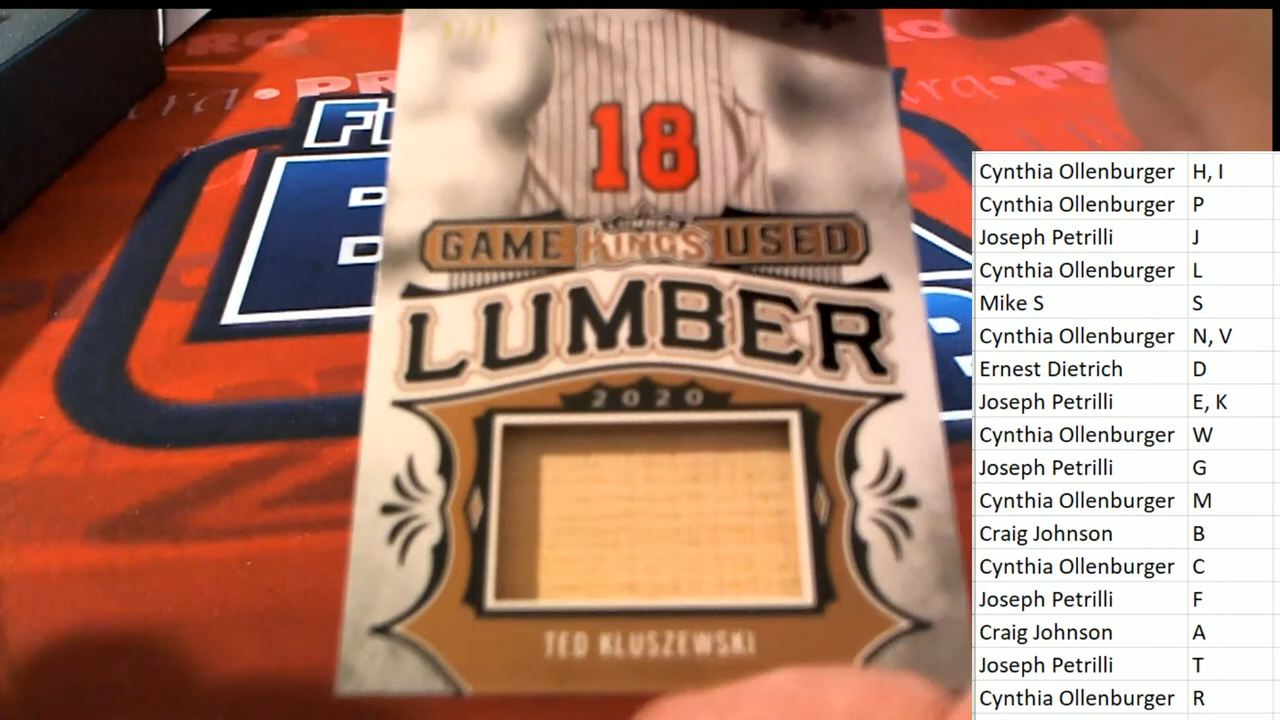 18
GAME LUMBER KINGS USED
LUMBER
2020
TED KLUSZEWSKI
PRO
Cynthia Ollenburger H, I
Cynthia Ollenburger P
Joseph Petrilli J
Cynthia Ollenburger L
Mike S S
Cynthia Ollenburger N, V
Ernest Dietrich D
Joseph Petrilli E, K
Cynthia Ollenburger W
Joseph Petrilli G
Cynthia Ollenburger M
Craig Johnson B
Cynthia Ollenburger C
Joseph Petrilli F
Craig Johnson A
Joseph Petrilli T
Cynthia Ollenburger R